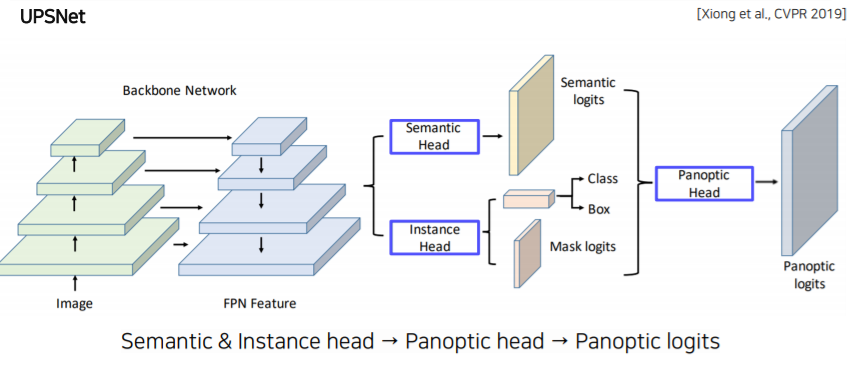 UPSNet
[Xiong et al., CVPR 2019]
Backbone Network
Image
FPN Feature
Semantic
Head
Instance
Head
Semantic
logits
Class
Box
Mask logits
Panoptic
Head
Panoptic
logits
Semantic & Instance head → Panoptic head → Panoptic logits